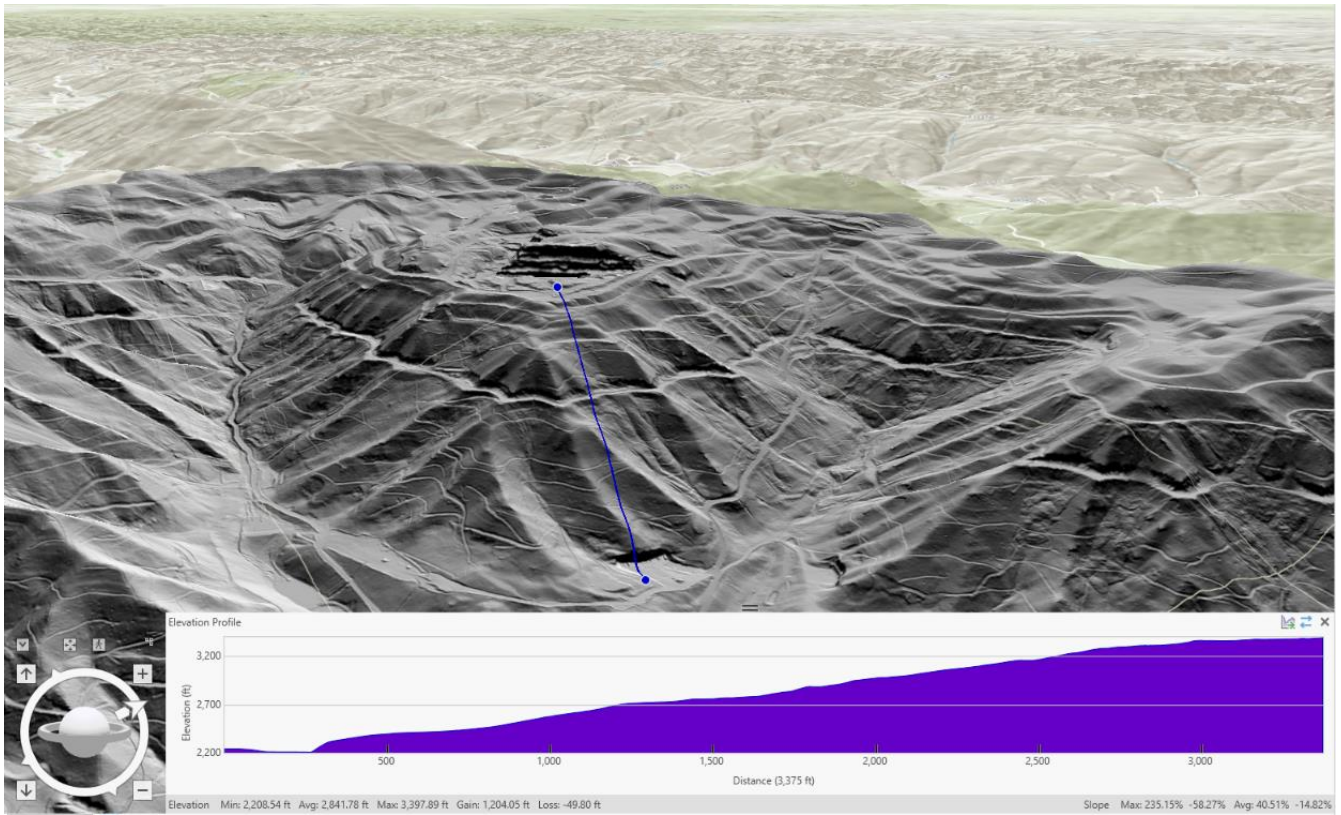 Elevation Profile
3,200
2,700
2,200
Elevation (ft)
500
1,000
1,500
2,000
2,500
3,000
Distance (3,375 ft)
Elevation Min: 2,208.54 ft Avg: 2,841.78 ft Max: 3,397.89 ft Gain: 1,204.05 ft Loss: -49.80 ft
Slope Max: 235.15% -58.27% Avg: 40.51% -14.82%